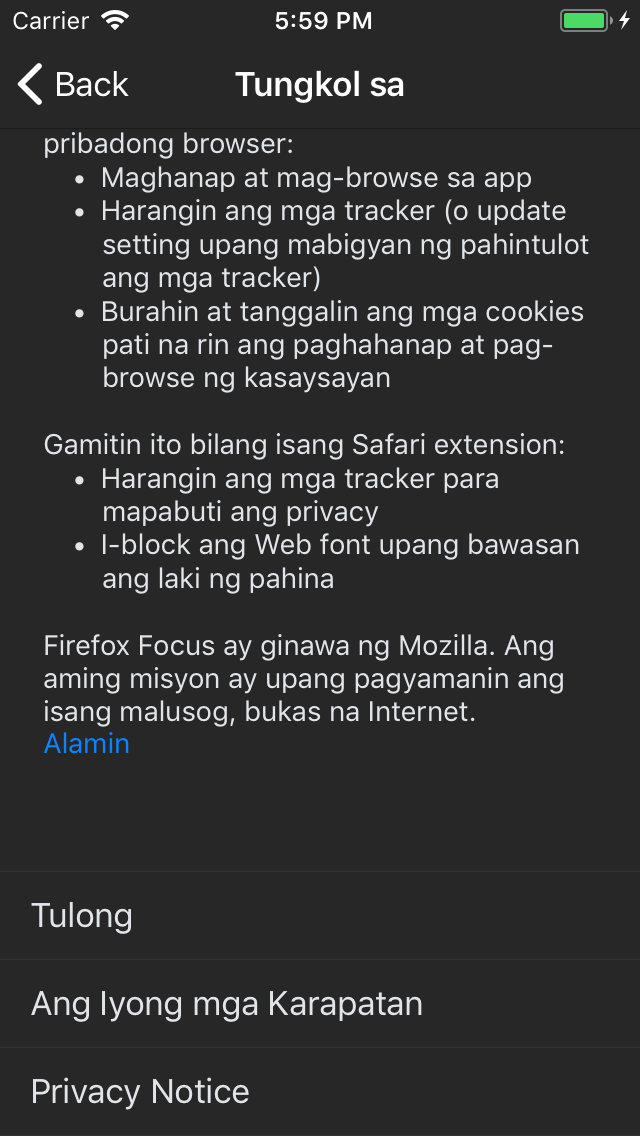 Carrier 5:59 PM
Back Tungkol sa
pribadong browser:
• Maghanap at mag-browse sa app
• Harangin ang mga tracker (o update
setting upang mabigyan ng pahintulot
ang mga tracker)
• Burahin at tanggalin ang mga cookies
pati na rin ang paghahanap at pag-
browse ng kasaysayan
Gamitin ito bilang isang Safari extension:
• Harangin ang mga tracker para
mapabuti ang privacy
• I-block ang Web font upang bawasan
ang laki ng pahina
Firefox Focus ay ginawa ng Mozilla. Ang
aming misyon ay upang pagyamanin ang
isang malusog, bukas na Internet.
Alamin
Tulong
Ang Iyong mga Karapatan
Privacy Notice